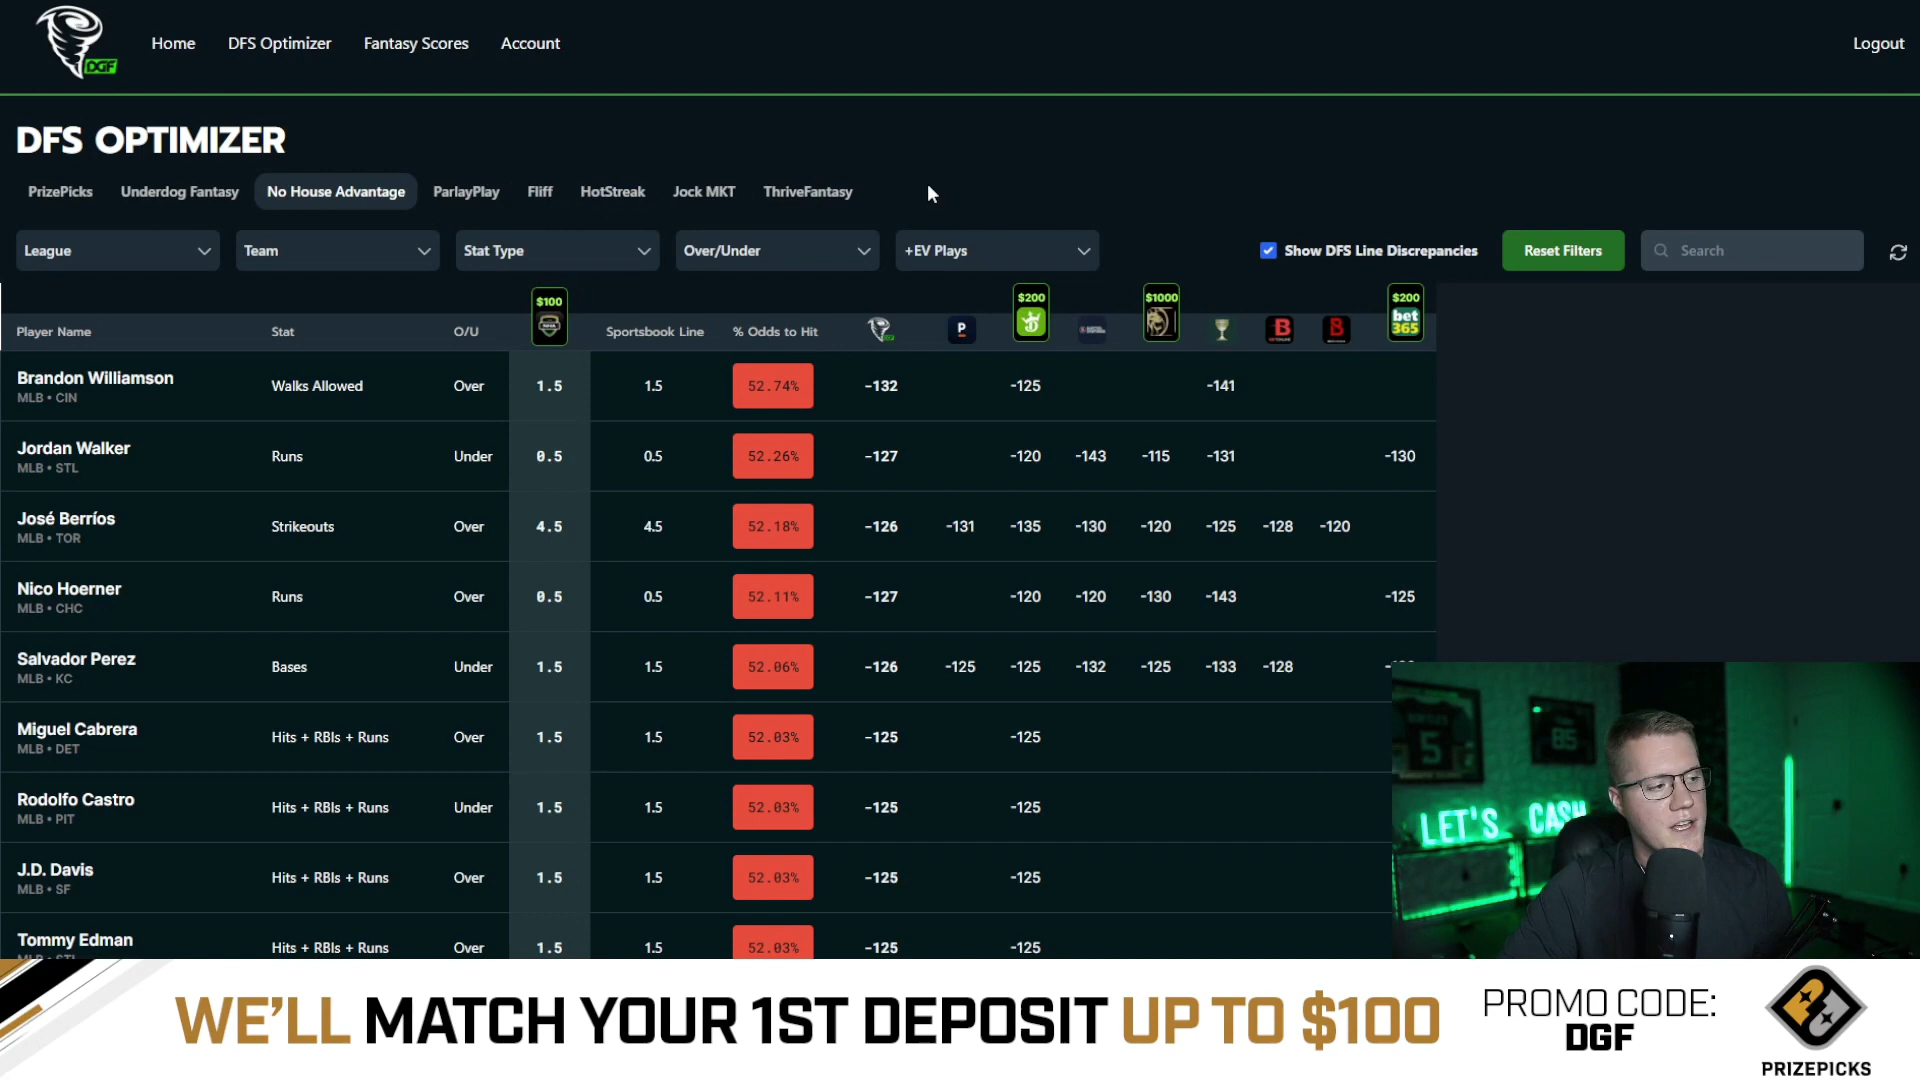 DGF
Home
DFS Optimizer
Fantasy Scores
Account
Logout
DFS OPTIMIZER
PrizePicks
Underdog Fantasy
No House Advantage
ParlayPlay
Fliff
HotStreak
Jock MKT
ThriveFantasy
League
Team
Stat Type
Over/Under
+EV Plays
Show DFS Line Discrepancies
Reset Filters
Search
Player Name Stat O/U $100 Sportsbook Line % Odds to Hit P $200 $1000 B B $200 bet365
Brandon Williamson Walks Allowed Over 1.5 1.5 52.74% -132 -125 -141
MLB • CIN
Jordan Walker Runs Under 0.5 0.5 52.26% -127 -120 -143 -115 -131 -130
MLB • STL
José Berríos Strikeouts Over 4.5 4.5 52.18% -126 -131 -135 -130 -120 -125 -128 -120
MLB • TOR
Nico Hoerner Runs Over 0.5 0.5 52.11% -127 -120 -120 -130 -143 -125
MLB • CHC
Salvador Perez Bases Under 1.5 1.5 52.06% -126 -125 -125 -132 -125 -133 -128
MLB • KC
Miguel Cabrera Hits + RBIs + Runs Over 1.5 1.5 52.03% -125 -125
MLB • DET
Rodolfo Castro Hits + RBIs + Runs Under 1.5 1.5 52.03% -125 -125
MLB • PIT
J.D. Davis Hits + RBIs + Runs Over 1.5 1.5 52.03% -125 -125
MLB • SF
Tommy Edman Hits + RBIs + Runs Over 1.5 1.5 52.03% -125 -125
MLB • STL
5
85
LET'S CASH
WE'LL MATCH YOUR 1ST DEPOSIT UP TO $100
PROMO CODE:
DGF
PRIZEPICKS